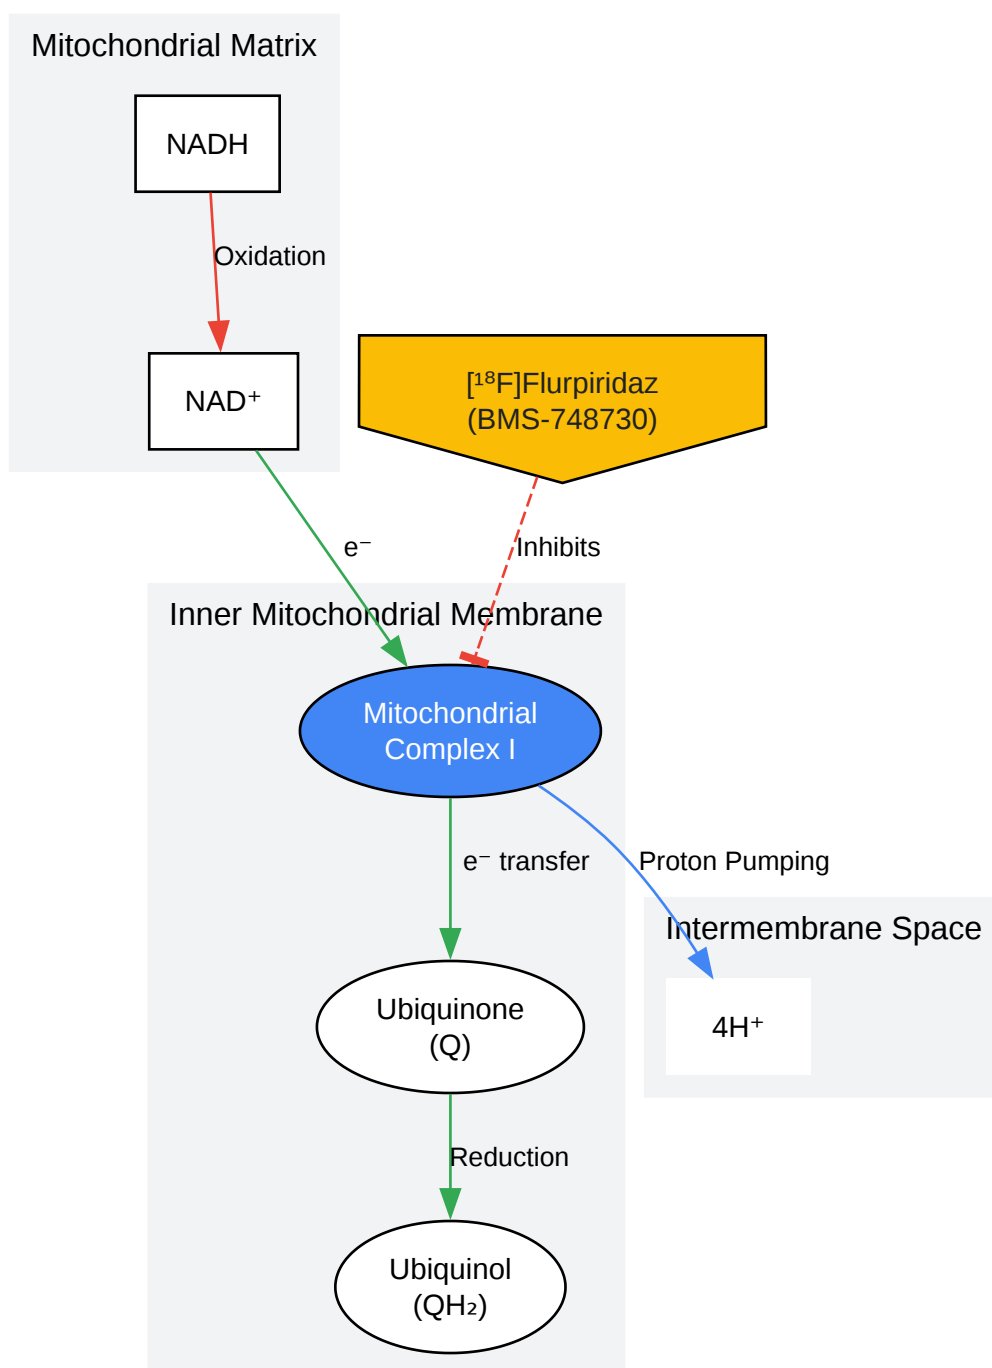 Mitochondrial Matrix
NADH
Oxidation
NAD⁺
[¹⁸F]Flurpiridaz
(BMS-748730)
e⁻
Inhibits
Inner Mitochondrial Membrane
Mitochondrial
Complex I
e⁻ transfer
Proton Pumping
Intermembrane Space
4H⁺
Ubiquinone
(Q)
Reduction
Ubiquinol
(QH₂)